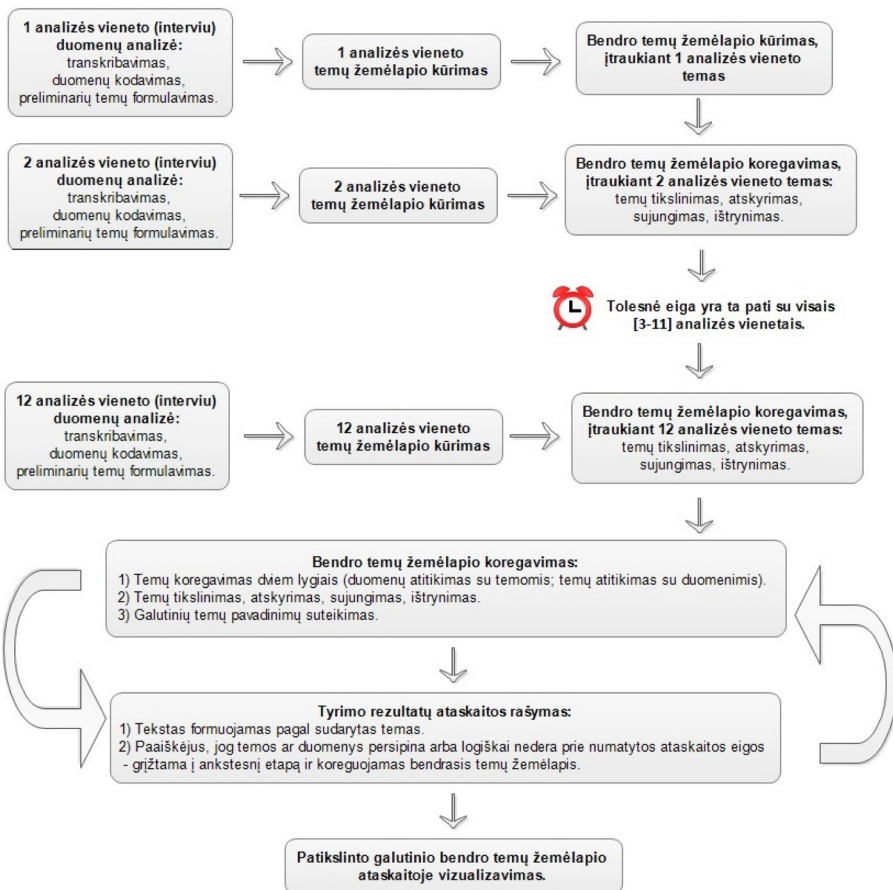 1 analizės vieneto (interviu)
duomenų analizė:
transkribavimas,
duomenų kodavimas,
preliminarių temų formulavimas.
1 analizės vieneto
temų žemėlapio kūrimas
Bendro temų žemėlapio kūrimas,
įtraukiant 1 analizės vieneto
temas
2 analizės vieneto (interviu)
duomenų analizė:
transkribavimas,
duomenų kodavimas,
preliminarių temų formulavimas.
2 analizės vieneto
temų žemėlapio kūrimas
Bendro temų žemėlapio koregavimas,
įtraukiant 2 analizės vieneto temas:
temų tikslinimas, atskyrimas,
sujungimas, ištrynimas.
Tolesnė eiga yra ta pati su visais
[3-11] analizės vienetais.
12 analizės vieneto (interviu)
duomenų analizė:
transkribavimas,
duomenų kodavimas,
preliminarių temų formulavimas.
12 analizės vieneto
temų žemėlapio kūrimas
Bendro temų žemėlapio koregavimas,
įtraukiant 12 analizės vieneto temas:
temų tikslinimas, atskyrimas,
sujungimas, ištrynimas.
Bendro temų žemėlapio koregavimas:
1) Temų koregavimas dviem lygiais (duomenų atitikimas su temomis; temų atitikimas su duomenimis).
2) Temų tikslinimas, atskyrimas, sujungimas, ištrynimas.
3) Galutinių temų pavadinimų suteikimas.
Tyrimo rezultatų ataskaitos rašymas:
1) Tekstas formuojamas pagal sudarytas temas.
2) Paaiškėjus, jog temos ar duomenys persipina arba logiškai nedera prie numatytos ataskaitos eigos
- grįžtama į ankstesnį etapą ir koreguojamas bendrasis temų žemėlapis.
Patikslinto galutinio bendro temų žemėlapio
ataskaitoje vizualizavimas.